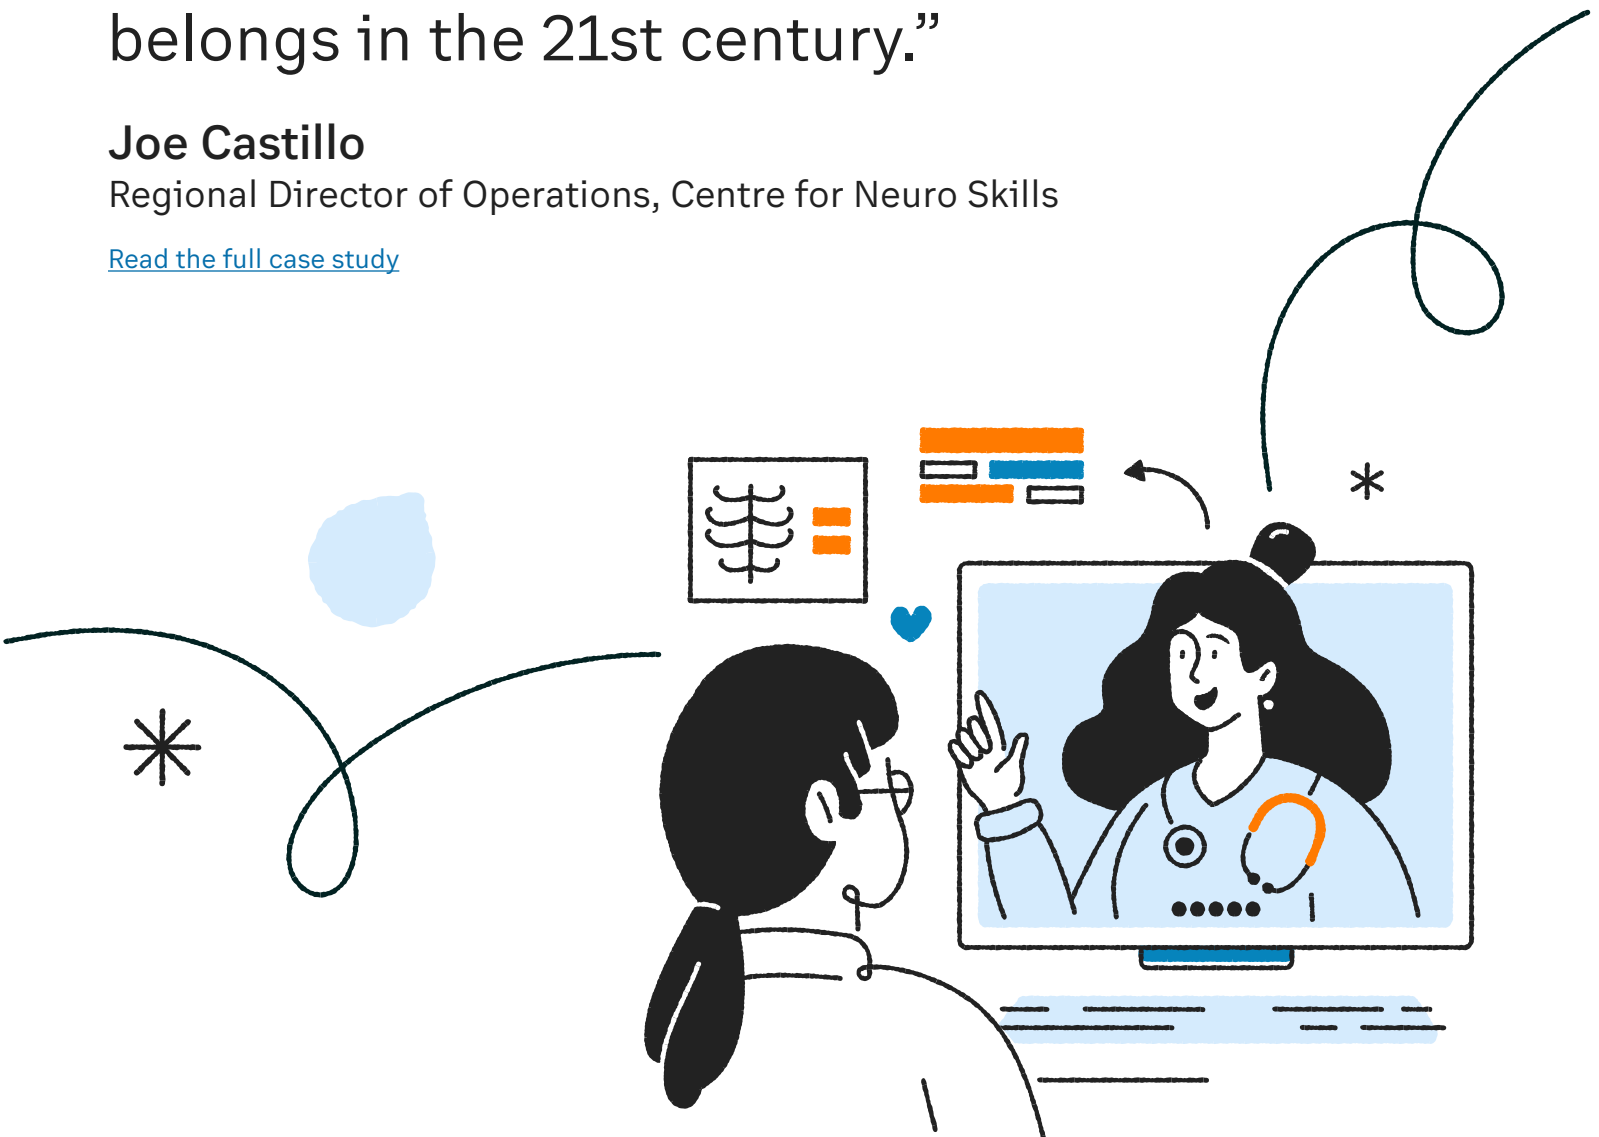 belongs in the 21st century.”
Joe Castillo
Regional Director of Operations, Centre for Neuro Skills
Read the full case study